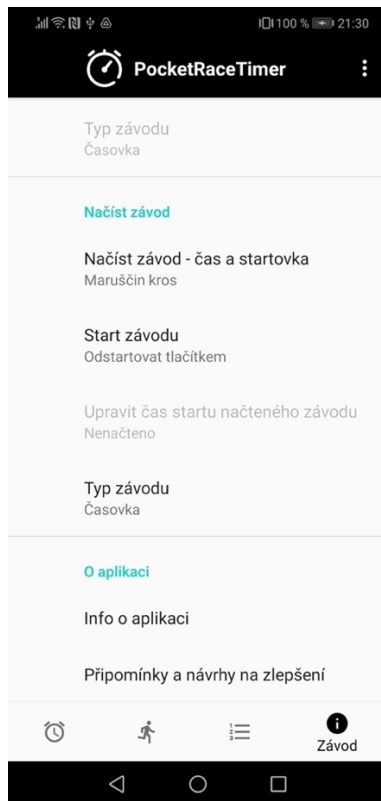 100 % 21:30
PocketRaceTimer
Typ závodu
Časovka
Načíst závod
Načíst závod - čas a startovka
Maruščin kros
Start závodu
Odstartovat tlačítkem
Upravit čas startu načteného závodu
Nenačteno
Typ závodu
Časovka
O aplikaci
Info o aplikaci
Připomínky a návrhy na zlepšení
Závod